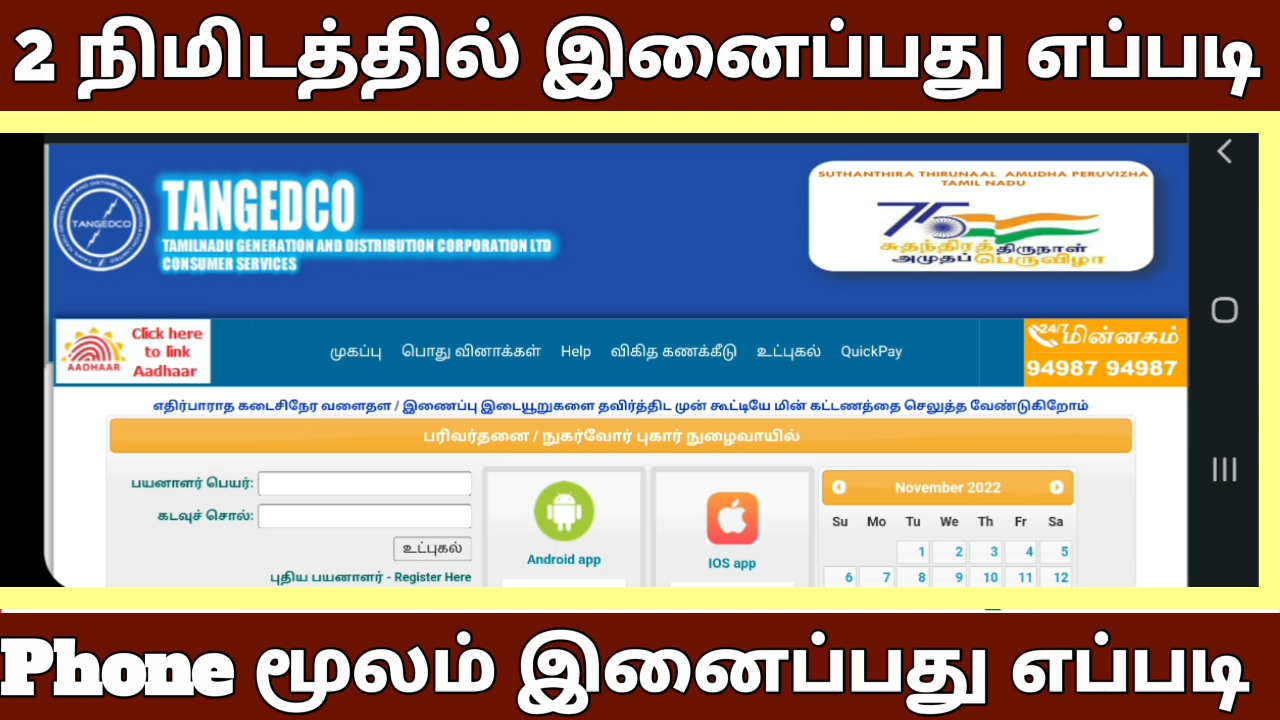 2 நிமிடத்தில் இனைப்பது எப்படி
TANGEDCO
TANGEDCO
TAMILNADU GENERATION AND DISTRIBUTION CORPORATION LTD
CONSUMER SERVICES
SUTHANTHIRA THIRUNAAL AMUDHA PERUVIZHA
TAMIL NADU
75
சுதந்திரத் திருநாள்
அமுதப் பெருவிழா
AADHAAR
Click here
to link
Aadhaar
முகப்பு பொது வினாக்கள் Help விகித கணக்கீடு உட்புகல் QuickPay
24/7 மின்னகம்
94987 94987
எதிர்பாராத கடைசிநேர வளைதள / இணைப்பு இடையூறுகளை தவிர்த்திட முன் கூட்டியே மின் கட்டணத்தை செலுத்த வேண்டுகிறோம்
பரிவர்தனை / நுகர்வோர் புகார் நுழைவாயில்
பயனாளர் பெயர்:
கடவுச் சொல்:
உட்புகல்
புதிய பயனாளர் - Register Here
Android app
IOS app
November 2022
Su Mo Tu We Th Fr Sa
1 2 3 4 5
6 7 8 9 10 11 12
Phone மூலம் இனைப்பது எப்படி